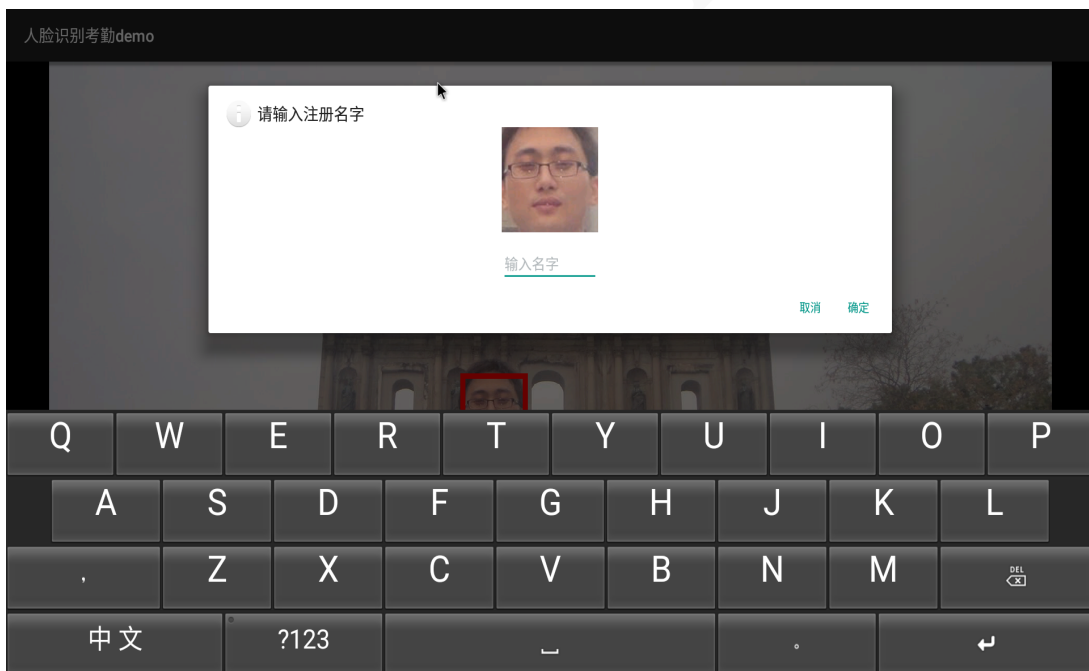 人脸识别考勤demo
请输入注册名字
输入名字
取消 确定
Q W E R T Y U I O P
A S D F G H J K L
, Z X C V B N M DEL
中文 ?123 。